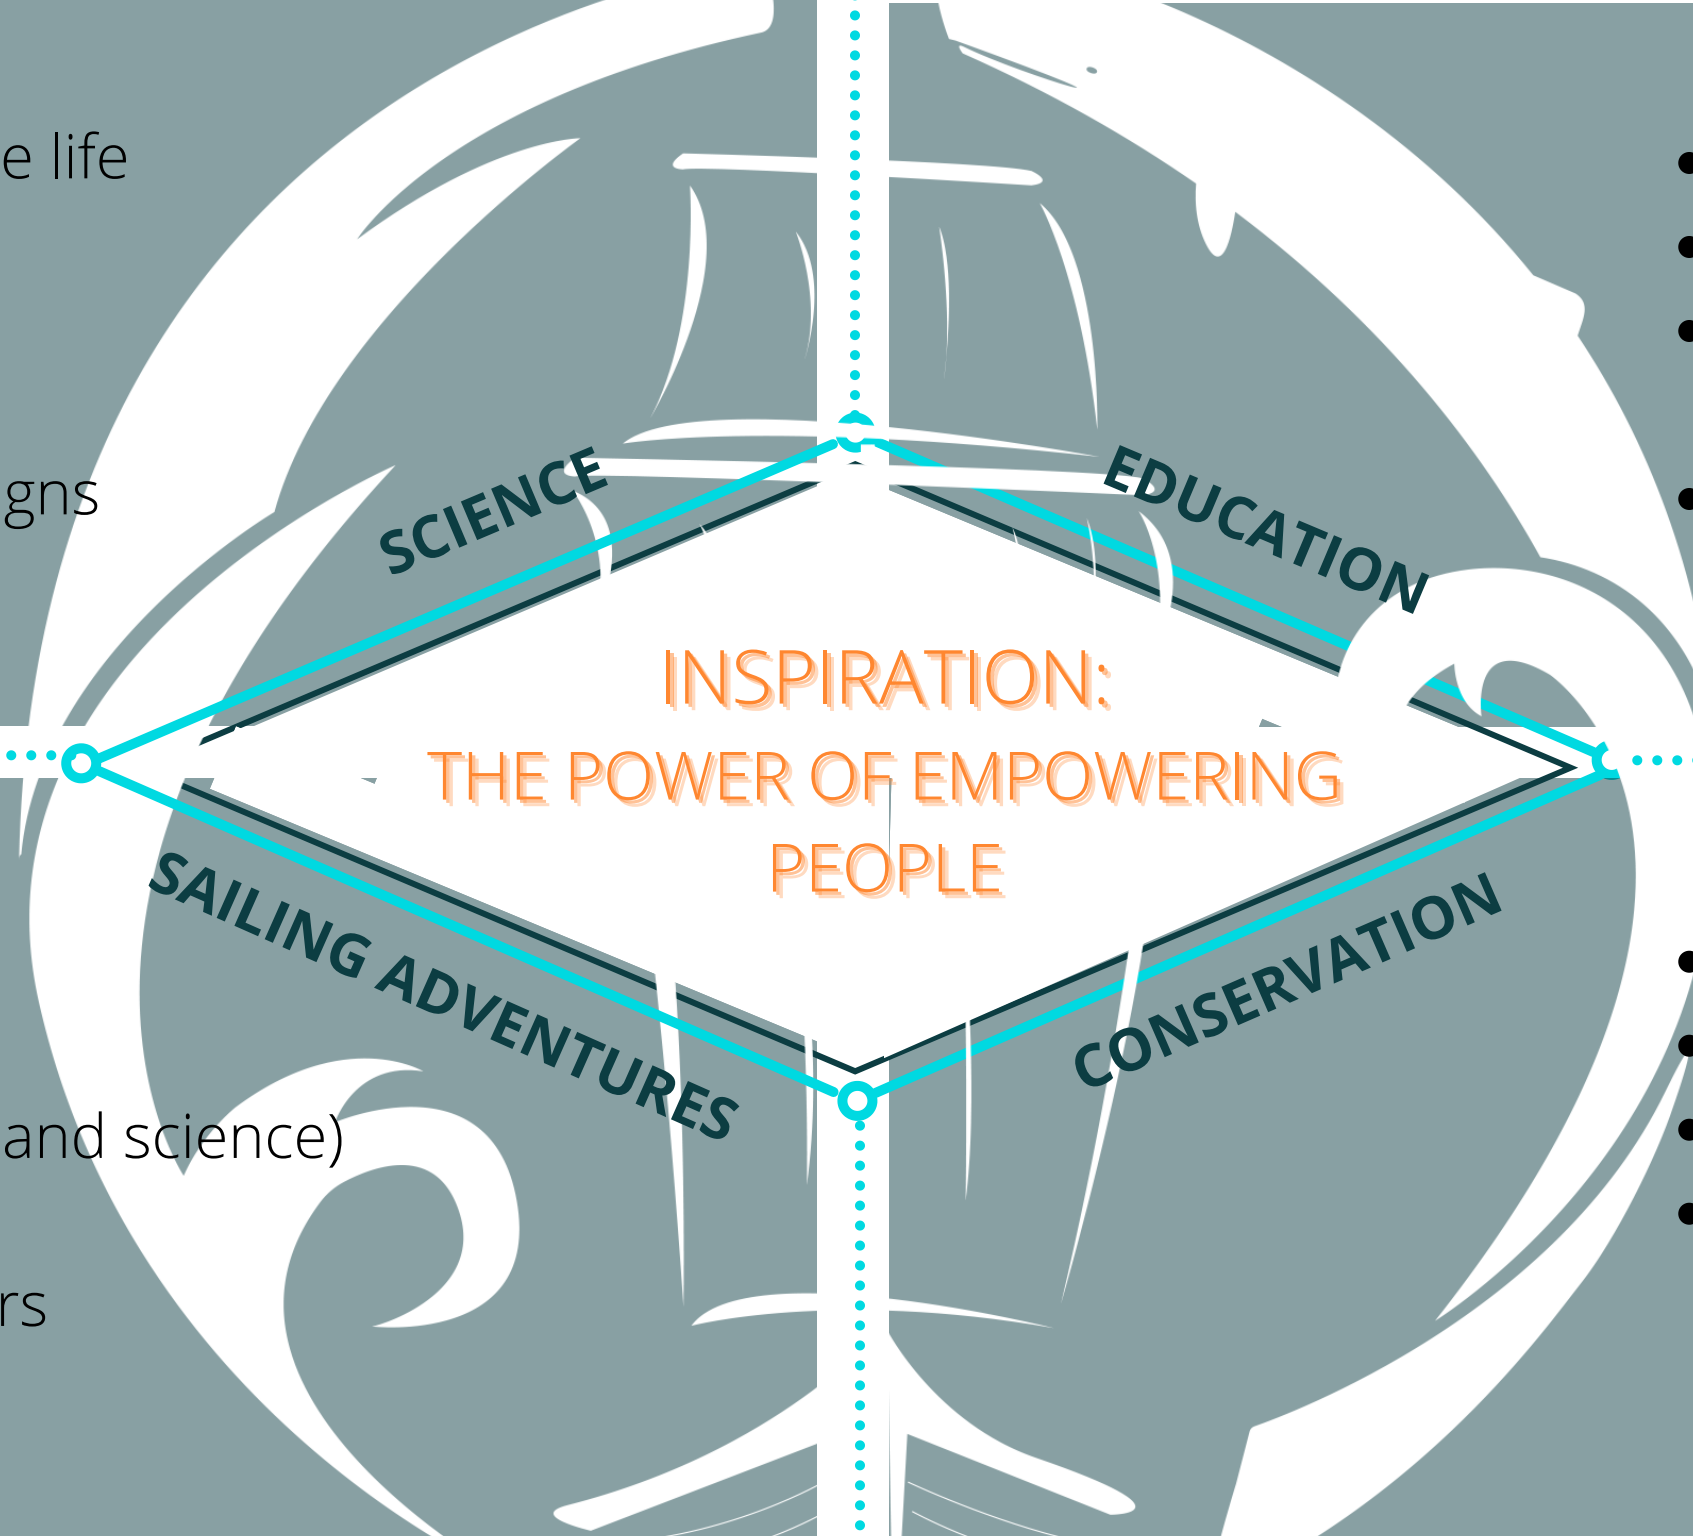 e life
gns
SCIENCE
EDUCATION
INSPIRATION:
THE POWER OF EMPOWERING
PEOPLE
SAILING ADVENTURES
CONSERVATION
and science)
rs